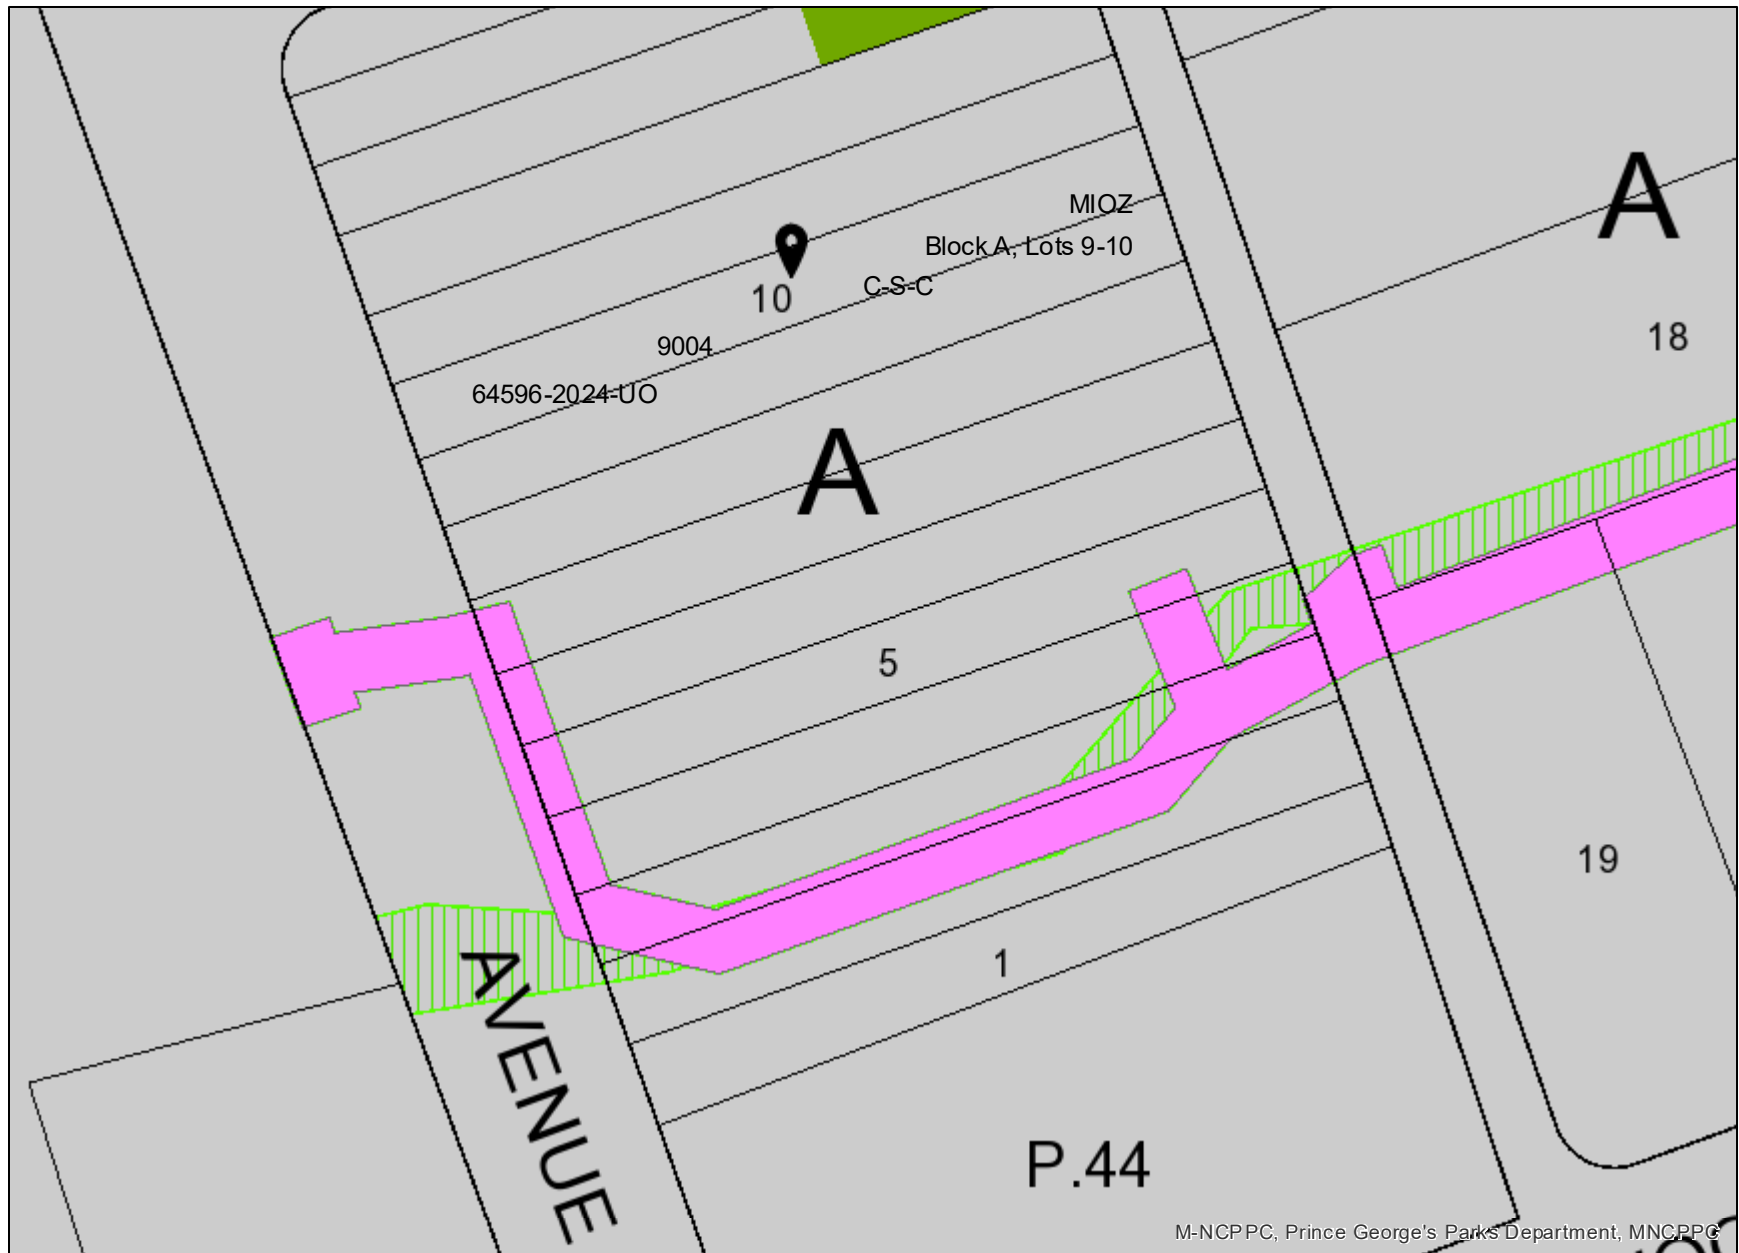 A
MIOZ
Block A, Lots 9-10
C-S-C
10
18
9004
64596-2024-UO
A
5
19
1
AVENUE
P.44
M-NCPPC, Prince George's Parks Department, MNCPPC